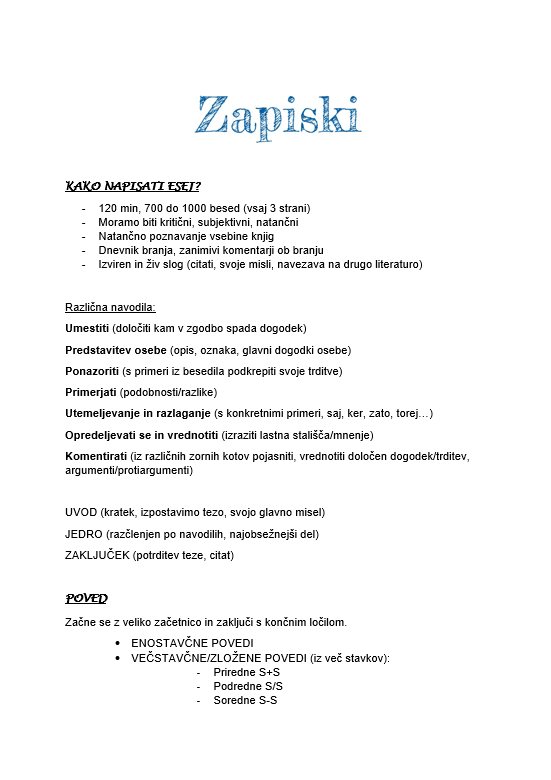 Zapiski
KAKO NAPISATI ESEJ?
- 120 min, 700 do 1000 besed (vsaj 3 strani)
- Moramo biti kritični, subjektivni, natančni
- Natančno poznavanje vsebine knjig
- Dnevnik branja, zanimivi komentarji ob branju
- Izviren in živ slog (citati, svoje misli, navezava na drugo literaturo)
Različna navodila:
Umestiti (določiti kam v zgodbo spada dogodek)
Predstavitev osebe (opis, oznaka, glavni dogodki osebe)
Ponazoriti (s primeri iz besedila podkrepiti svoje trditve)
Primerjati (podobnosti/razlike)
Utemeljevanje in razlaganje (s konkretnimi primeri, saj, ker, zato, torej…)
Opredeljevati se in vrednotiti (izraziti lastna stališča/mnenje)
Komentirati (iz različnih zornih kotov pojasniti, vrednotiti določen dogodek/trditev,
argumenti/protiargumenti)
UVOD (kratek, izpostavimo tezo, svojo glavno misel)
JEDRO (razčlenjen po navodilih, najobsežnejši del)
ZAKLJUČEK (potrditev teze, citat)
POVED
Začne se z veliko začetnico in zaključi s končnim ločilom.
• ENOSTAVČNE POVEDI
• VEČSTAVČNE/ZLOŽENE POVEDI (iz več stavkov):
- Priredne S+S
- Podredne S/S
- Soredne S-S